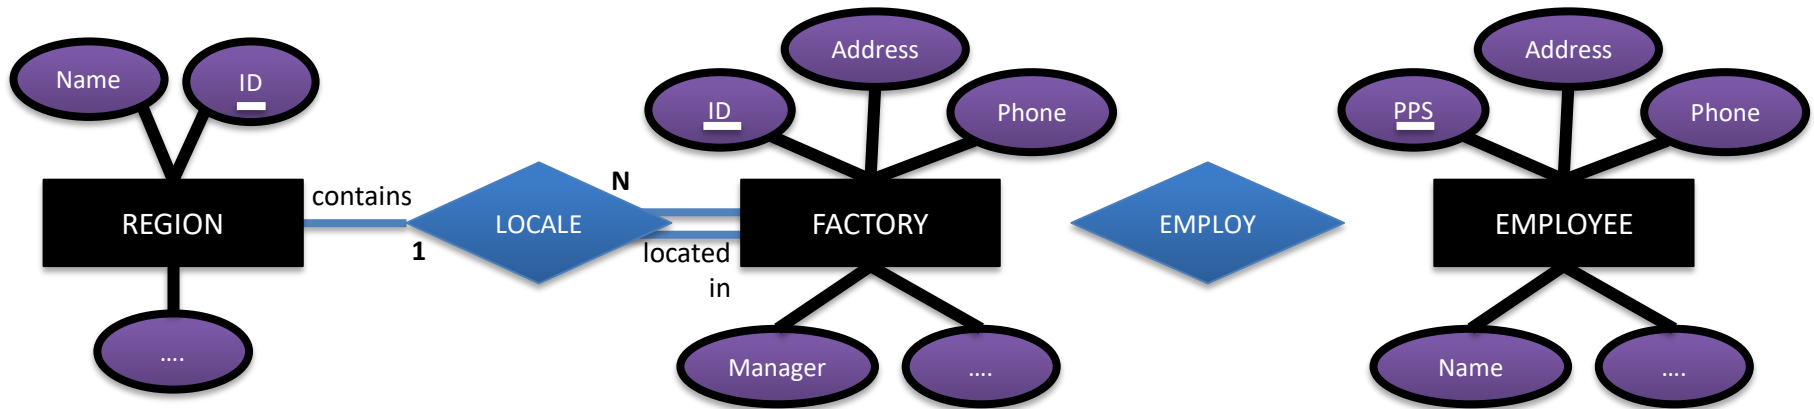 Name
ID
REGION
contains
1
….
LOCALE
N
located
in
Address
ID
Phone
FACTORY
Manager
….
EMPLOY
Address
PPS
Phone
EMPLOYEE
Name
….